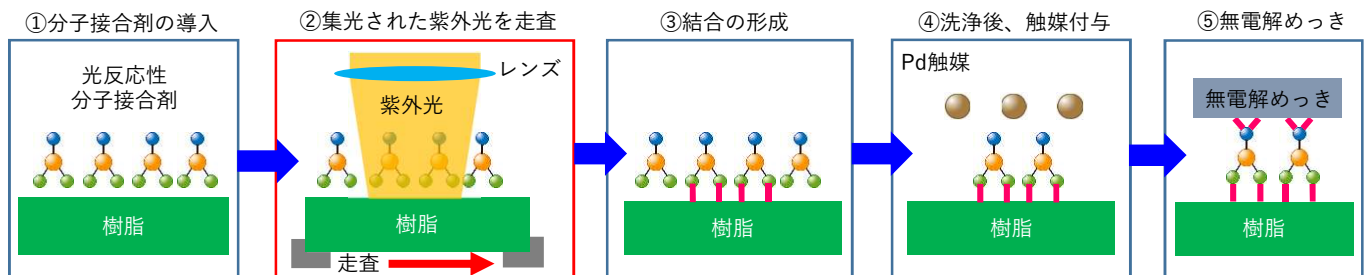 ①分子接合剤の導入
②集光された紫外光を走査
③結合の形成
④洗浄後、触媒付与
⑤無電解めっき
光反応性
分子接合剤
樹脂
レンズ
紫外光
樹脂
走査
樹脂
Pd触媒
樹脂
無電解めっき
樹脂